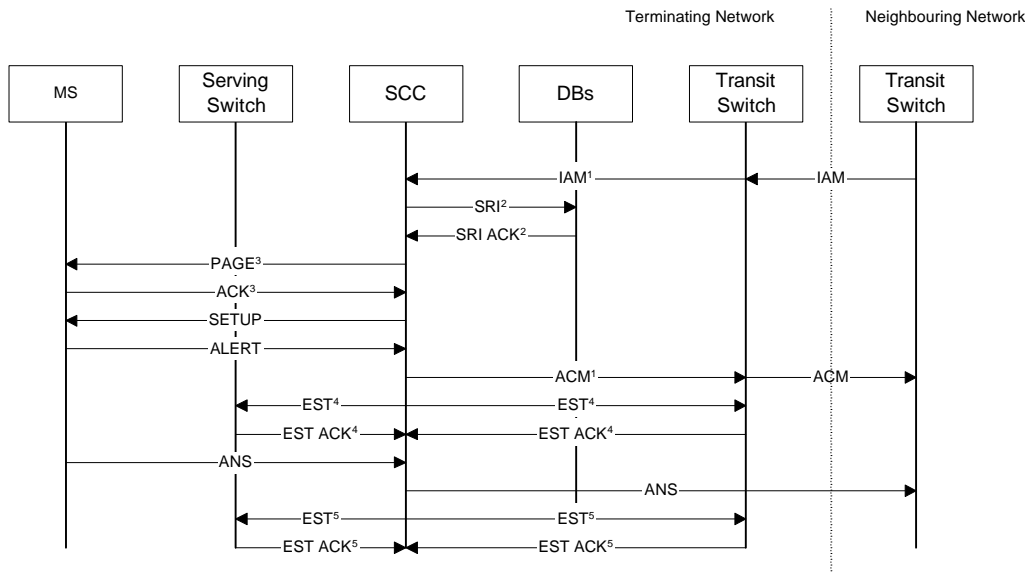 Terminating Network
Neighbouring Network
MS
Serving
Switch
SCC
DBs
Transit
Switch
Transit
Switch
IAM¹
IAM
SRI²
SRI ACK²
PAGE³
ACK³
SETUP
ALERT
ACM¹
ACM
EST⁴
EST⁴
EST ACK⁴
EST ACK⁴
ANS
ANS
EST⁵
EST⁵
EST ACK⁵
EST ACK⁵